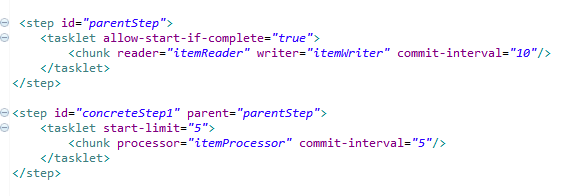 <step id="parentStep">
<tasklet allow-start-if-complete="true">
<chunk reader="itemReader" writer="itemWriter" commit-interval="10"/>
</tasklet>
</step>
<step id="concreteStep1" parent="parentStep">
<tasklet start-limit="5">
<chunk processor="itemProcessor" commit-interval="5"/>
</tasklet>
</step>